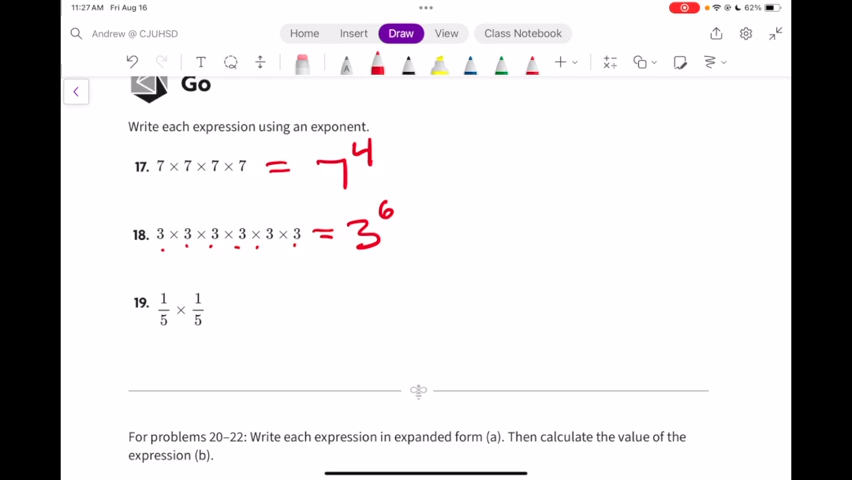 11:27 AM Fri Aug 16 62%
Andrew @ CJUHSD Home Insert Draw View Class Notebook
Go
Write each expression using an exponent.
17. 7 × 7 × 7 × 7 = 7⁴
18. 3 × 3 × 3 × 3 × 3 × 3 = 3⁶
19. 1/5 × 1/5
For problems 20–22: Write each expression in expanded form (a). Then calculate the value of the
expression (b).